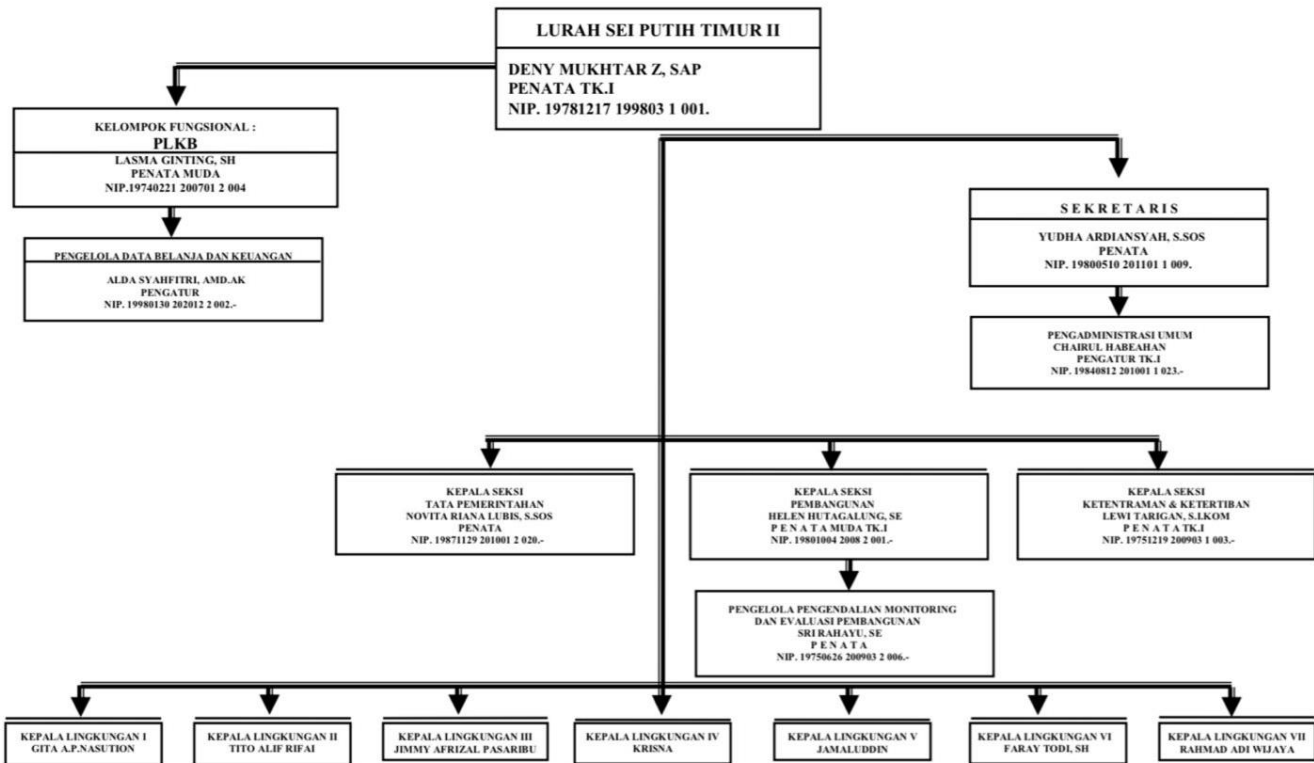 LURAH SEI PUTIH TIMUR II
DENY MUKHTAR Z, SAP
PENATA TK.I
NIP. 19781217 199803 1 001.
KELOMPOK FUNGSIONAL :
PLKB
LASMA GINTING, SH
PENATA MUDA
NIP.19740221 200701 2 004
PENGELOLA DATA BELANJA DAN KEUANGAN
ALDA SYAHFITRI, AMD.AK
PENGATUR
NIP. 19980130 202012 2 002.-
S E K R E T A R I S
YUDHA ARDIANSYAH, S.SOS
PENATA
NIP. 19800510 201101 1 009.
PENGADMINISTRASI UMUM
CHAIRUL HABEAHAN
PENGATUR TK.I
NIP. 19840812 201001 1 023.-
KEPALA SEKSI
TATA PEMERINTAHAN
NOVITA RIANA LUBIS, S.SOS
PENATA
NIP. 19871129 201001 2 020.-
KEPALA SEKSI
PEMBANGUNAN
HELEN HUTAGALUNG, SE
P E N A T A MUDA TK.I
NIP. 19801004 2008 2 001.-
KEPALA SEKSI
KETENTRAMAN & KETERTIBAN
LEWI TARIGAN, S.I.KOM
P E N A T A TK.I
NIP. 19751219 200903 1 003.-
PENGELOLA PENGENDALIAN MONITORING
DAN EVALUASI PEMBANGUNAN
SRI RAHAYU, SE
P E N A T A
NIP. 19750626 200903 2 006.-
KEPALA LINGKUNGAN I
GITA A.P.NASUTION
KEPALA LINGKUNGAN II
TITO ALIF RIFAI
KEPALA LINGKUNGAN III
JIMMY AFRIZAL PASARIBU
KEPALA LINGKUNGAN IV
KRISNA
KEPALA LINGKUNGAN V
JAMALUDDIN
KEPALA LINGKUNGAN VI
FARAY TODI, SH
KEPALA LINGKUNGAN VII
RAHMAD ADI WIJAYA